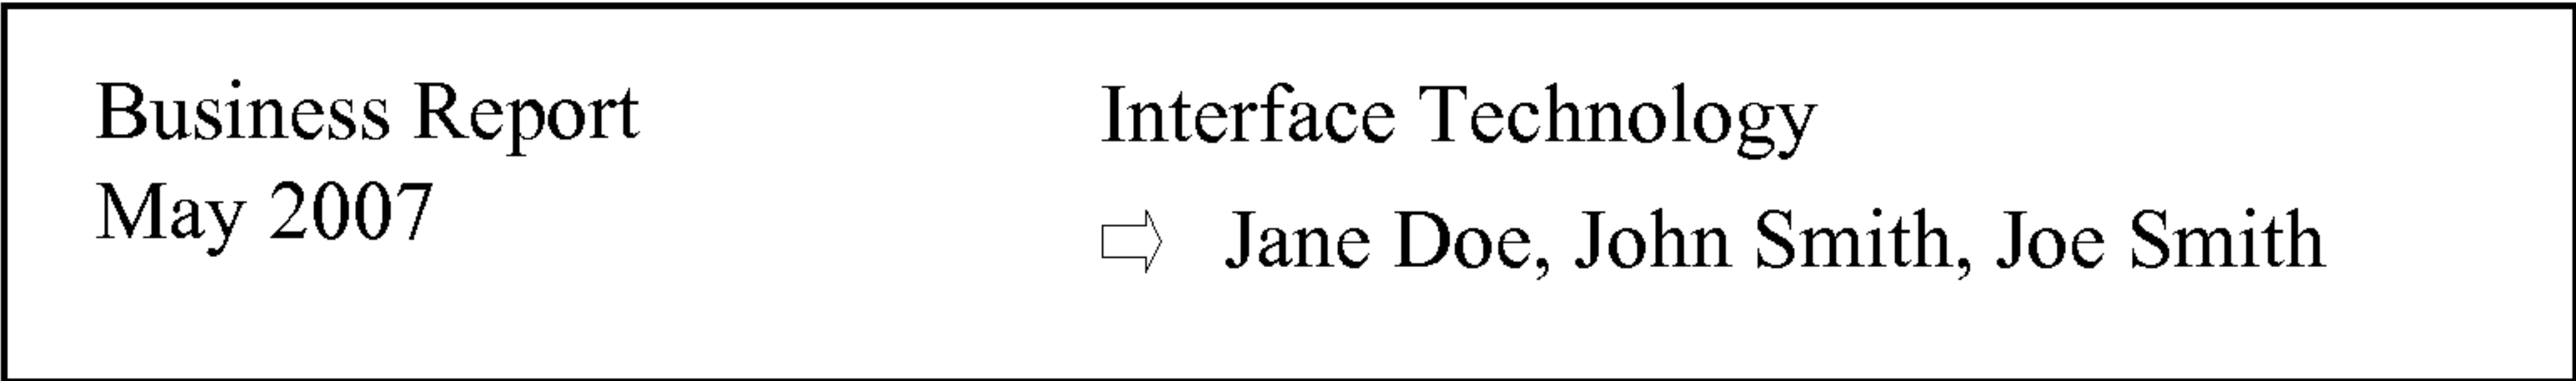 Business Report
May 2007
Interface Technology
⇨ Jane Doe, John Smith, Joe Smith